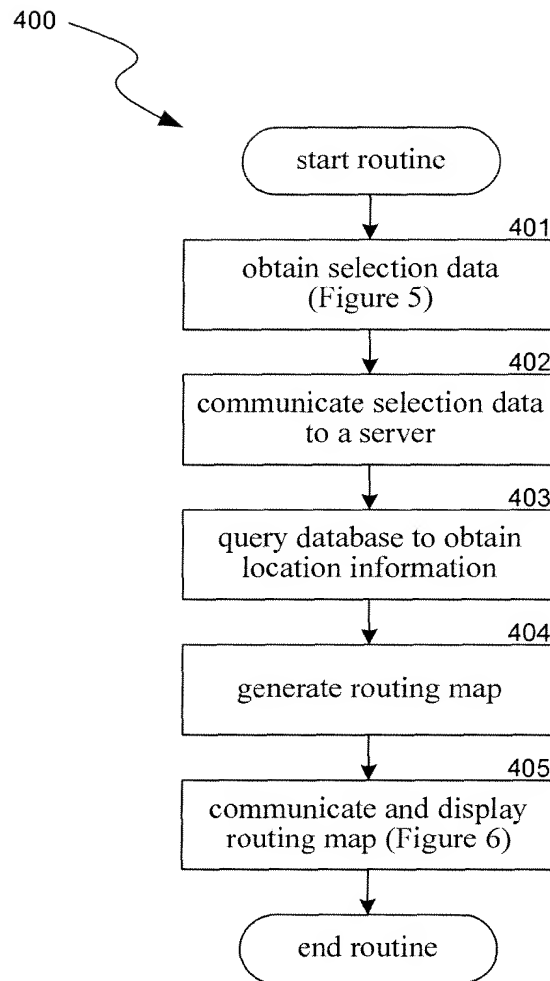 400
start routine
401
obtain selection data
(Figure 5)
402
communicate selection data
to a server
403
query database to obtain
location information
404
generate routing map
405
communicate and display
routing map (Figure 6)
end routine